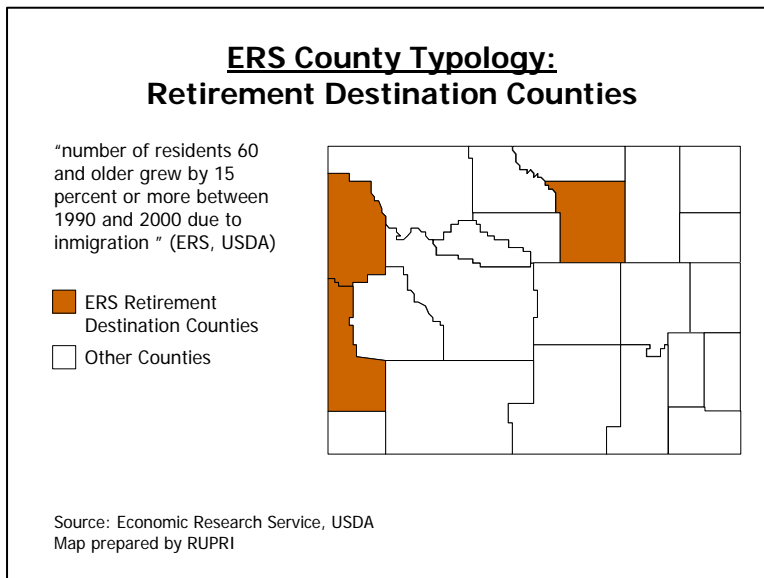 ERS County Typology:
Retirement Destination Counties
“number of residents 60
and older grew by 15
percent or more between
1990 and 2000 due to
inmigration ” (ERS, USDA)
ERS Retirement
Destination Counties
Other Counties
Source: Economic Research Service, USDA
Map prepared by RUPRI